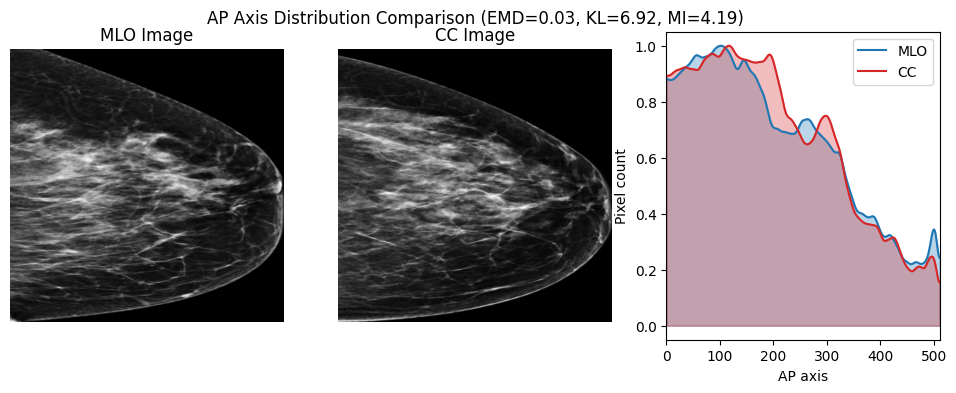 AP Axis Distribution Comparison (EMD=0.03, KL=6.92, MI=4.19)
MLO Image
CC Image
MLO
CC
Pixel count
1.0
0.8
0.6
0.4
0.2
0.0
0 100 200 300 400 500
AP axis